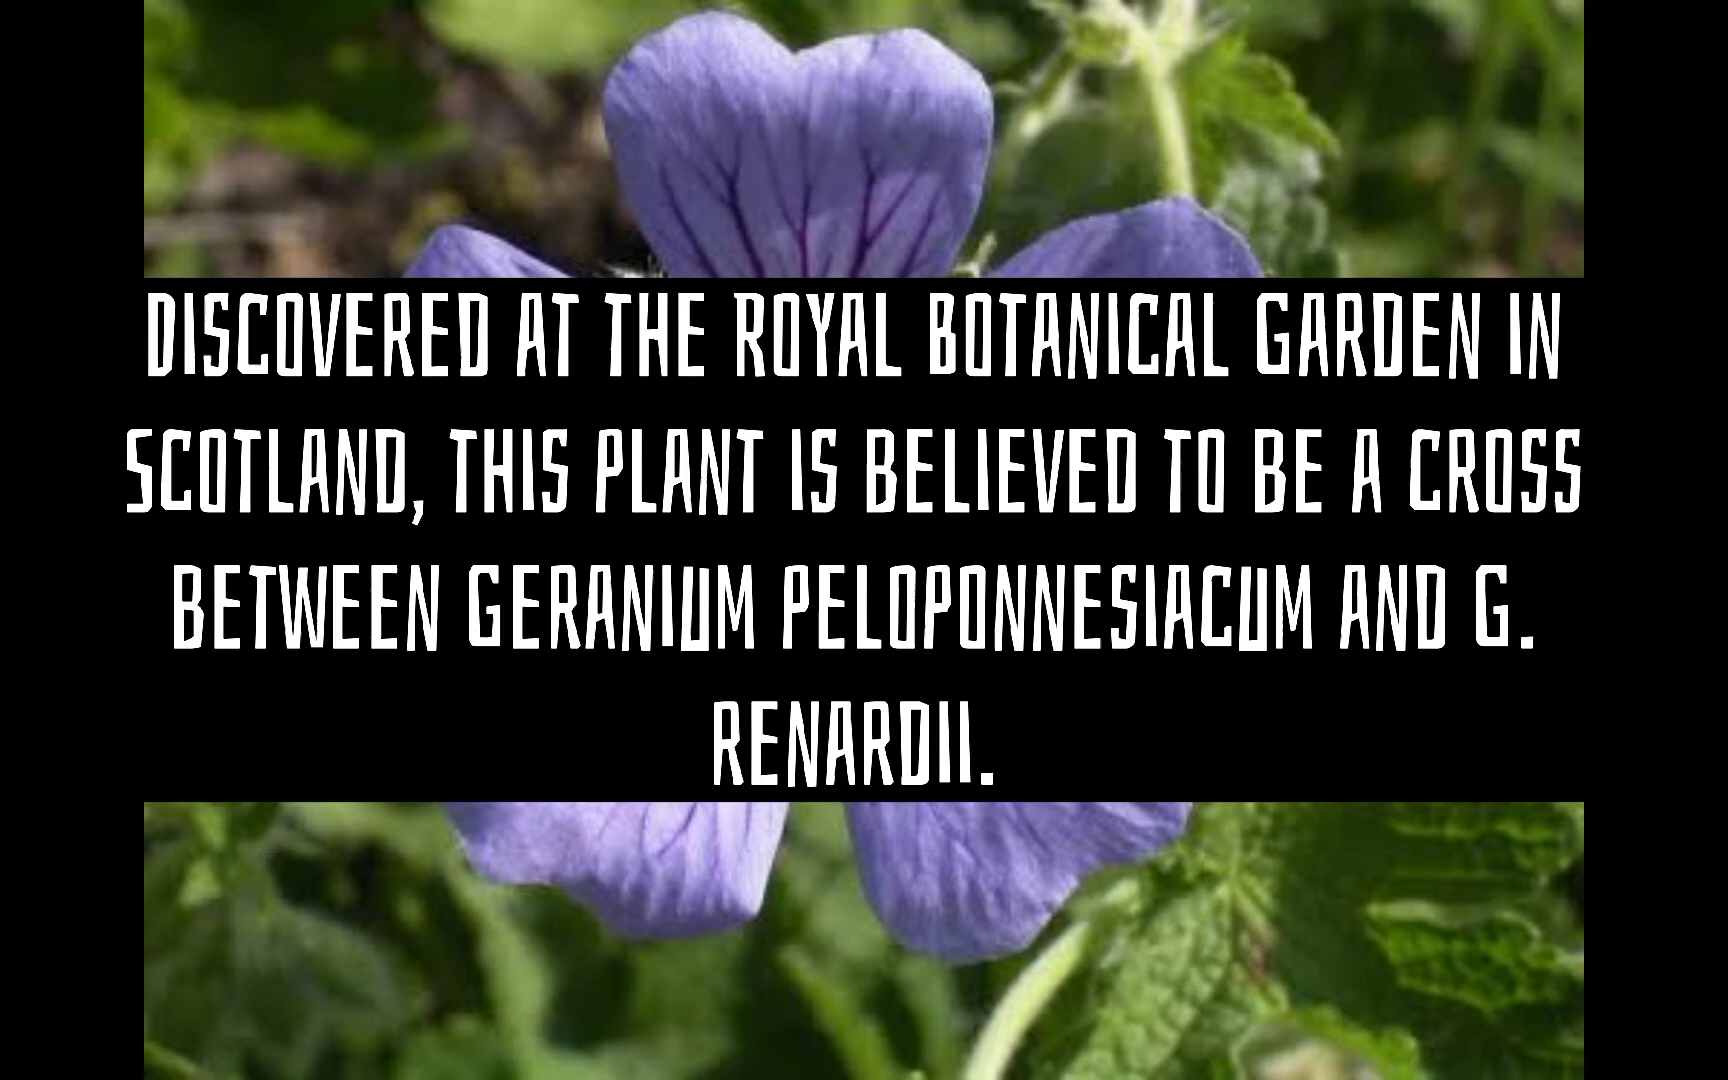 DISCOVERED AT THE ROYAL BOTANICAL GARDEN IN
SCOTLAND, THIS PLANT IS BELIEVED TO BE A CROSS
BETWEEN GERANIUM PELOPONNESIACUM AND G.
RENARDII.